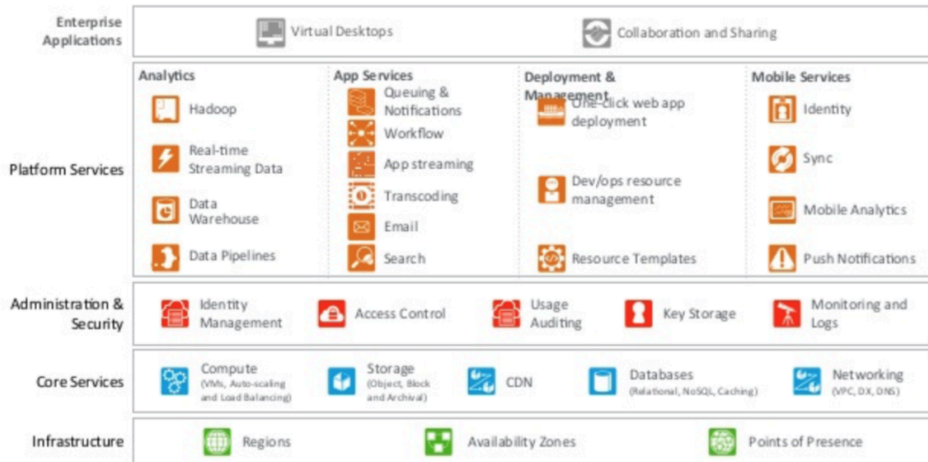 Enterprise
Applications
Virtual Desktops
Collaboration and Sharing
Platform Services
Analytics
Hadoop
Real-time
Streaming Data
Data
Warehouse
Data Pipelines
App Services
Queuing &
Notifications
Workflow
App streaming
Transcoding
Email
Search
Deployment &
Management
One-click web app
deployment
Dev/ops resource
management
Resource Templates
Mobile Services
Identity
Sync
Mobile Analytics
Push Notifications
Administration &
Security
Identity
Management
Access Control
Usage
Auditing
Key Storage
Monitoring and
Logs
Core Services
Compute
(VMs, Auto-scaling
and Load Balancing)
Storage
(Object, Block
and Archival)
CDN
Databases
(Relational, NoSQL, Caching)
Networking
(VPC, DX, DNS)
Infrastructure
Regions
Availability Zones
Points of Presence